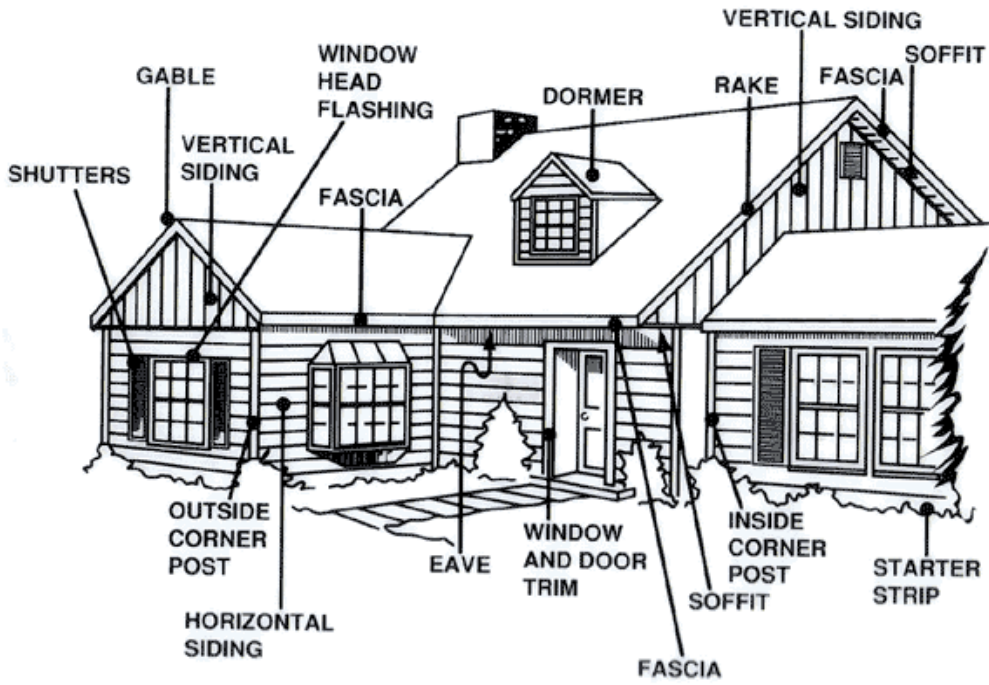 VERTICAL SIDING
SOFFIT
WINDOW
HEAD
FLASHING
GABLE
DORMER
RAKE
FASCIA
VERTICAL
SIDING
SHUTTERS
FASCIA
OUTSIDE
CORNER
POST
EAVE
WINDOW
AND DOOR
TRIM
INSIDE
CORNER
POST
STARTER
STRIP
SOFFIT
HORIZONTAL
SIDING
FASCIA